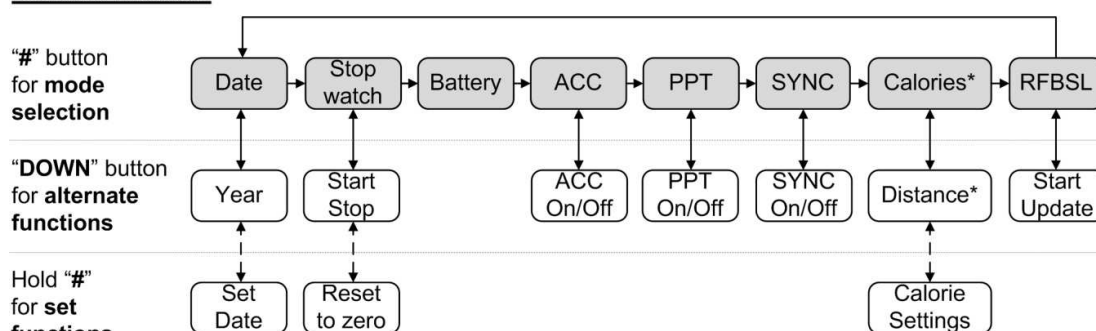 “#” button
for mode
selection
Date
Stop
watch
Battery
ACC
PPT
SYNC
Calories*
RFBSL
“DOWN” button
for alternate
functions
Year
Start
Stop
ACC
On/Off
PPT
On/Off
SYNC
On/Off
Distance*
Start
Update
Hold “#”
for set
functions
Set
Date
Reset
to zero
Calorie
Settings